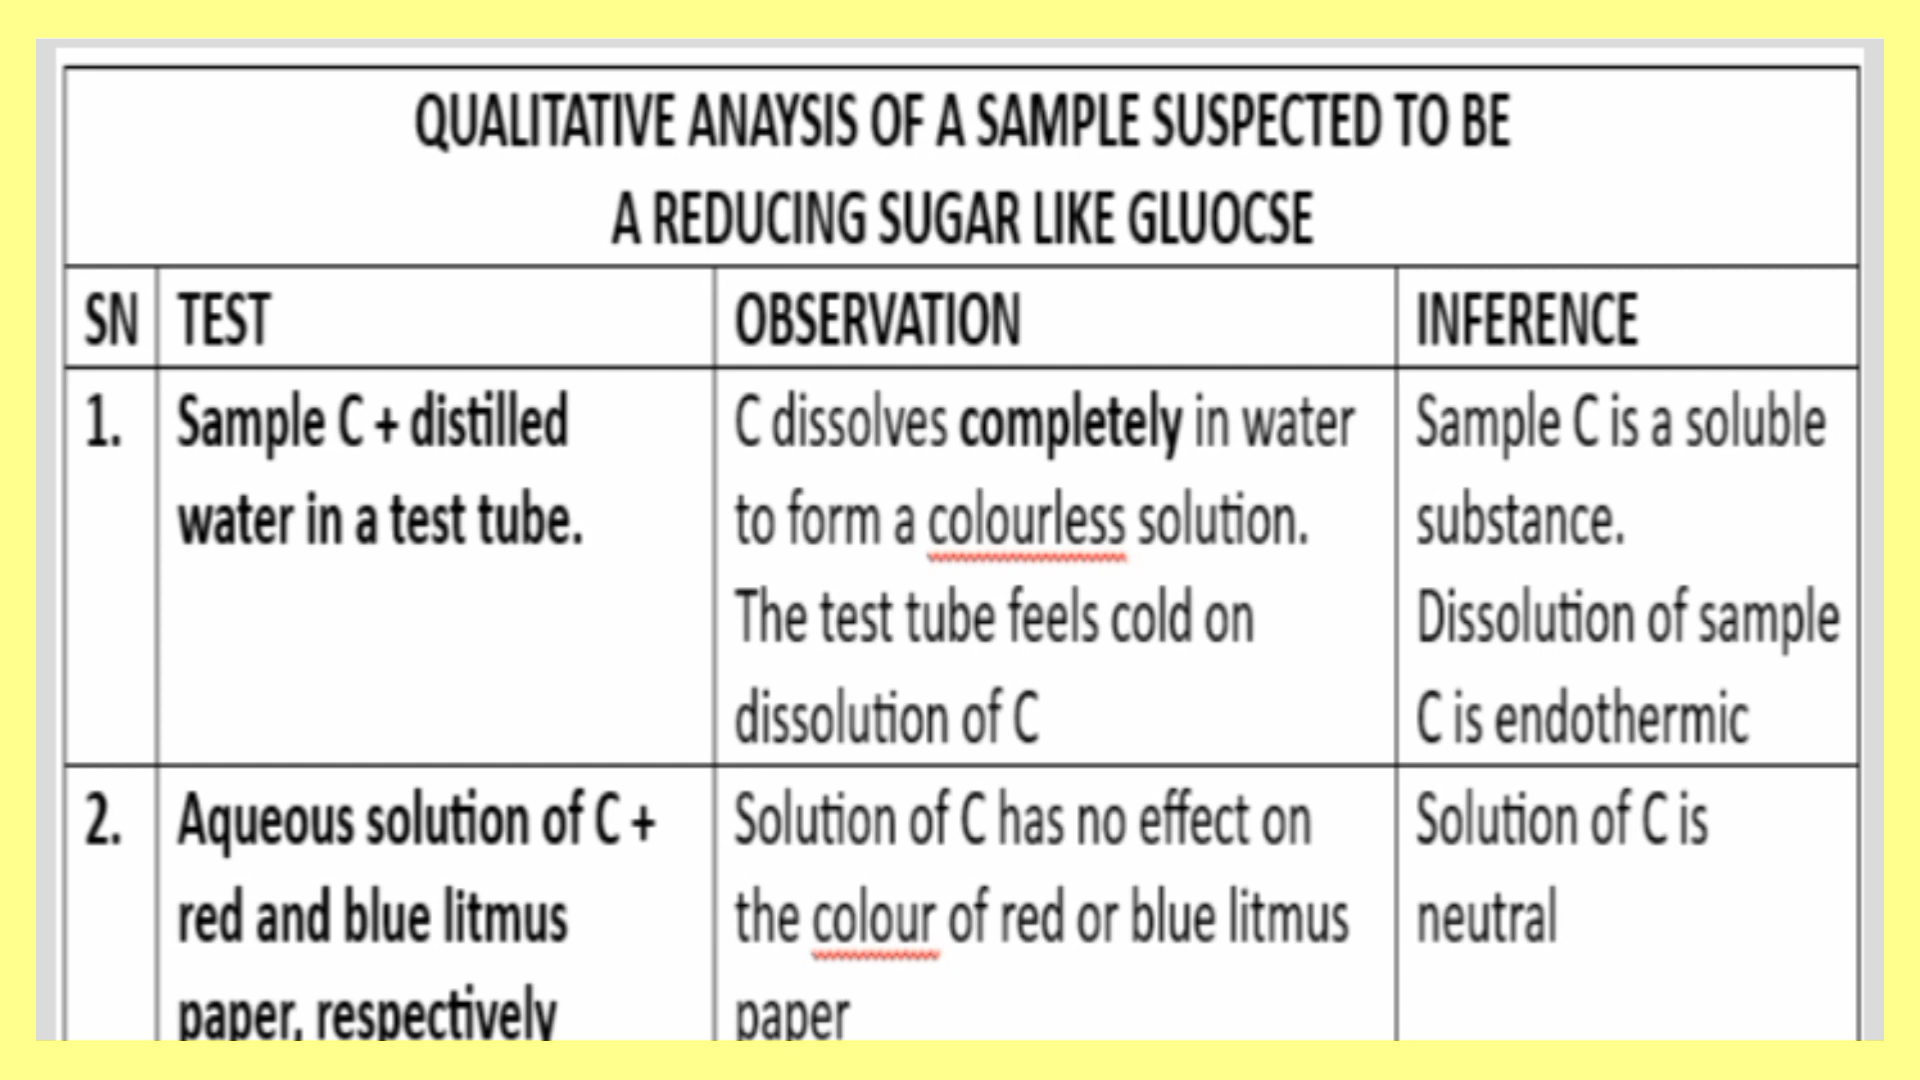 QUALITATIVE ANAYSIS OF A SAMPLE SUSPECTED TO BE
A REDUCING SUGAR LIKE GLUOCSE
SN TEST OBSERVATION INFERENCE
1.
Sample C + distilled
water in a test tube.
C dissolves completely in water
to form a colourless solution.
The test tube feels cold on
dissolution of C
Sample C is a soluble
substance.
Dissolution of sample
C is endothermic
2.
Aqueous solution of C +
red and blue litmus
paper, respectively
Solution of C has no effect on
the colour of red or blue litmus
paper
Solution of C is
neutral